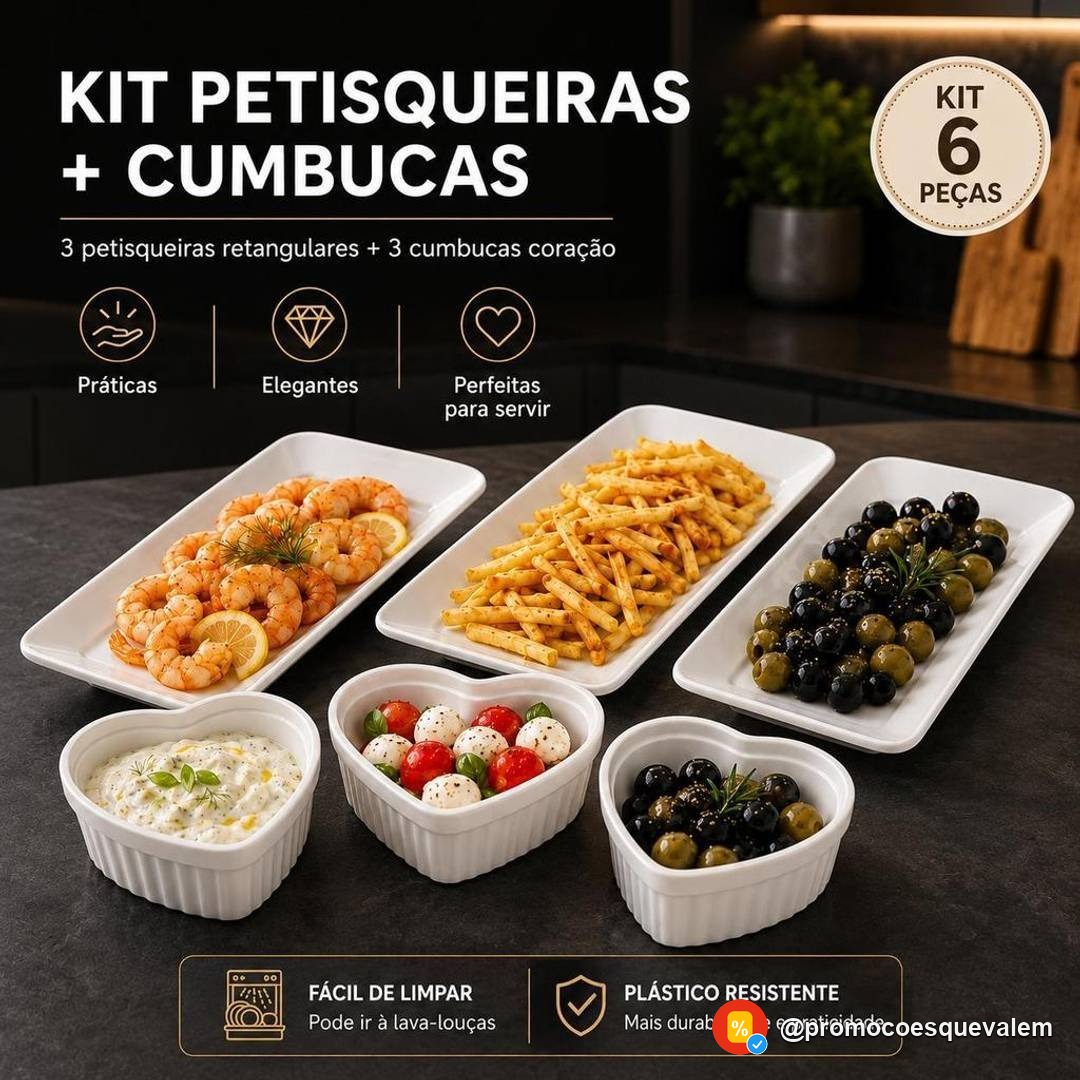 KIT PETISQUEIRAS
+ CUMBUCAS
3 petisqueiras retangulares + 3 cumbucas coração
KIT
6
PEÇAS
Práticas
Elegantes
Perfeitas
para servir
FÁCIL DE LIMPAR
Pode ir à lava-louças
PLÁSTICO RESISTENTE
Mais
%
@promocoesquevalem